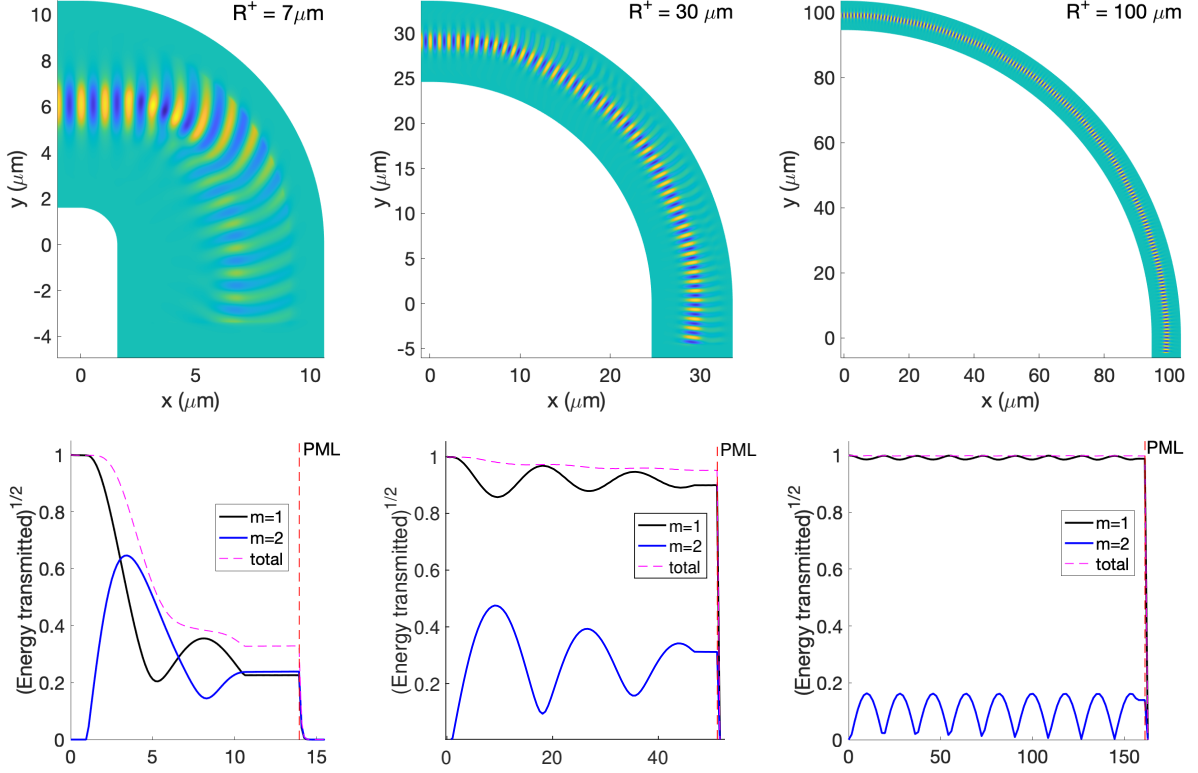 R⁺ = 7μm
10
8
6
4
2
0
-2
-4
y (μm)
0
5
10
x (μm)
R⁺ = 30 μm
30
25
20
15
10
5
0
-5
y (μm)
0
10
20
30
x (μm)
R⁺ = 100 μm
100
80
60
40
20
0
y (μm)
0
20
40
60
80
100
x (μm)
1
0.8
0.6
0.4
0.2
0
(Energy transmitted)^1/2
PML
m=1
m=2
total
0
5
10
15
1
0.8
0.6
0.4
0.2
(Energy transmitted)^1/2
PML
m=1
m=2
total
0
20
40
1
0.8
0.6
0.4
0.2
0
(Energy transmitted)^1/2
PML
m=1
m=2
total
0
50
100
150